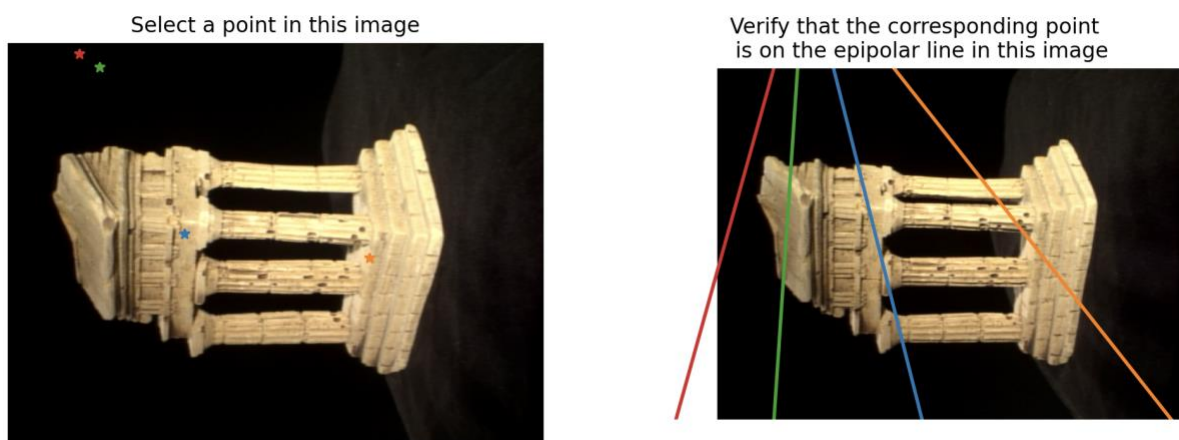 Select a point in this image
Verify that the corresponding point
is on the epipolar line in this image